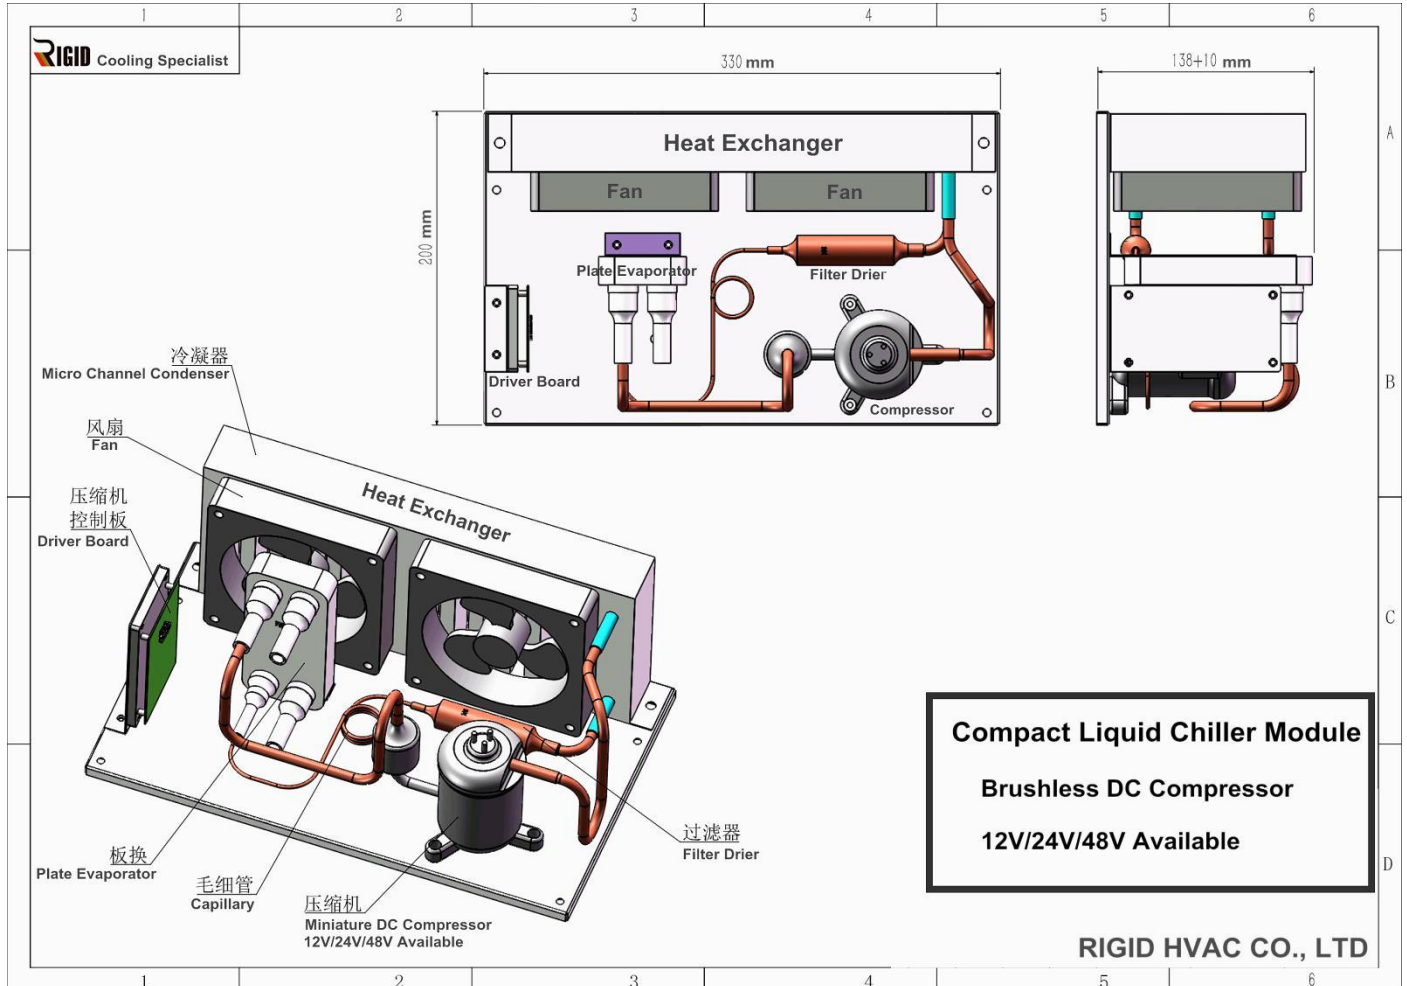 1 2 3 4 5 6
RIGID Cooling Specialist
330 mm
138+10 mm
200 mm
Heat Exchanger
Fan Fan
Plate Evaporator
Filter Drier
Driver Board
Compressor
A
B
C
D
冷凝器
Micro Channel Condenser
风扇
Fan
压缩机
控制板
Driver Board
Heat Exchanger
板换
Plate Evaporator
毛细管
Capillary
压缩机
Miniature DC Compressor
12V/24V/48V Available
过滤器
Filter Drier
Compact Liquid Chiller Module
Brushless DC Compressor
12V/24V/48V Available
RIGID HVAC CO., LTD
1 2 3 4 5 6